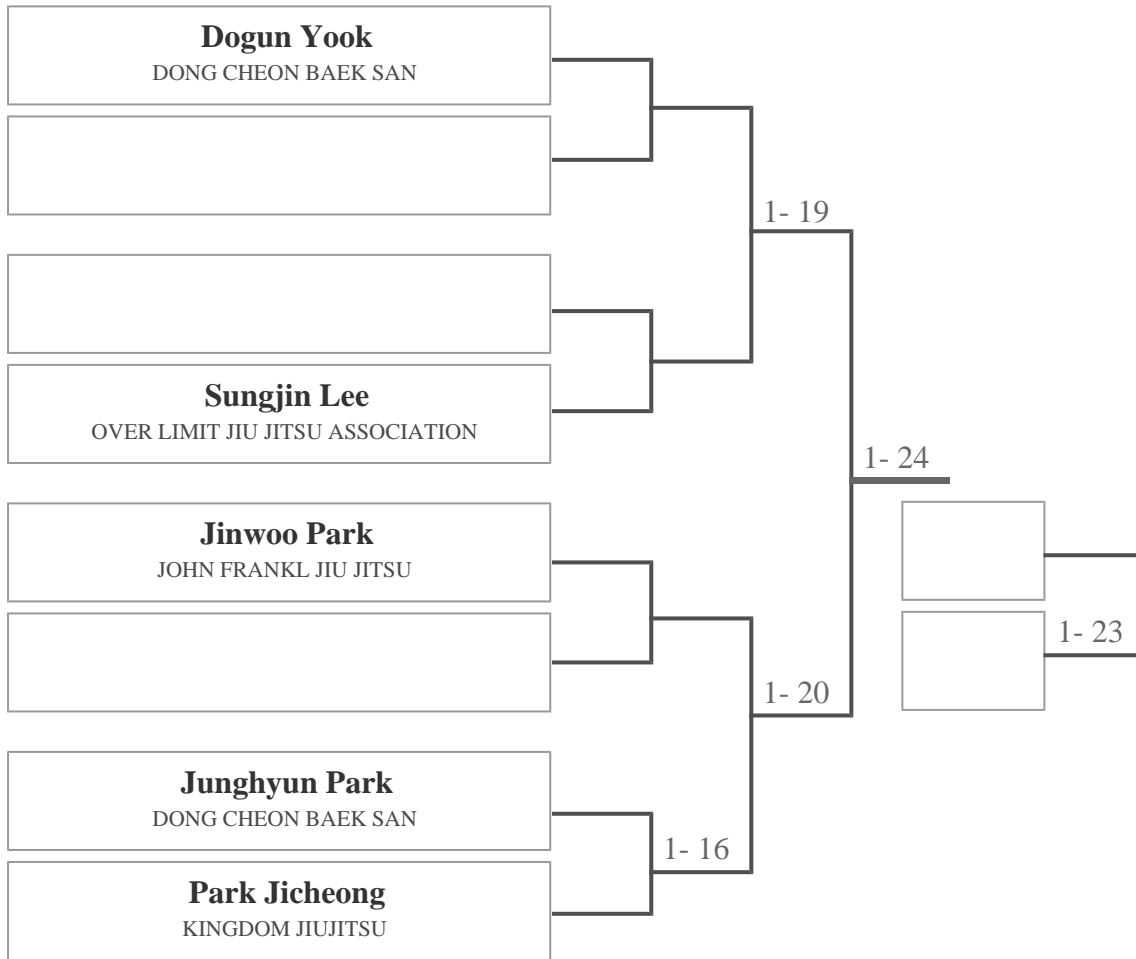 Dogun Yook
DONG CHEON BAEK SAN
1- 19
Sungjin Lee
OVER LIMIT JIU JITSU ASSOCIATION
1- 24
Jinwoo Park
JOHN FRANKL JIU JITSU
1- 23
1- 20
Junghyun Park
DONG CHEON BAEK SAN
1- 16
Park Jicheong
KINGDOM JIUJITSU